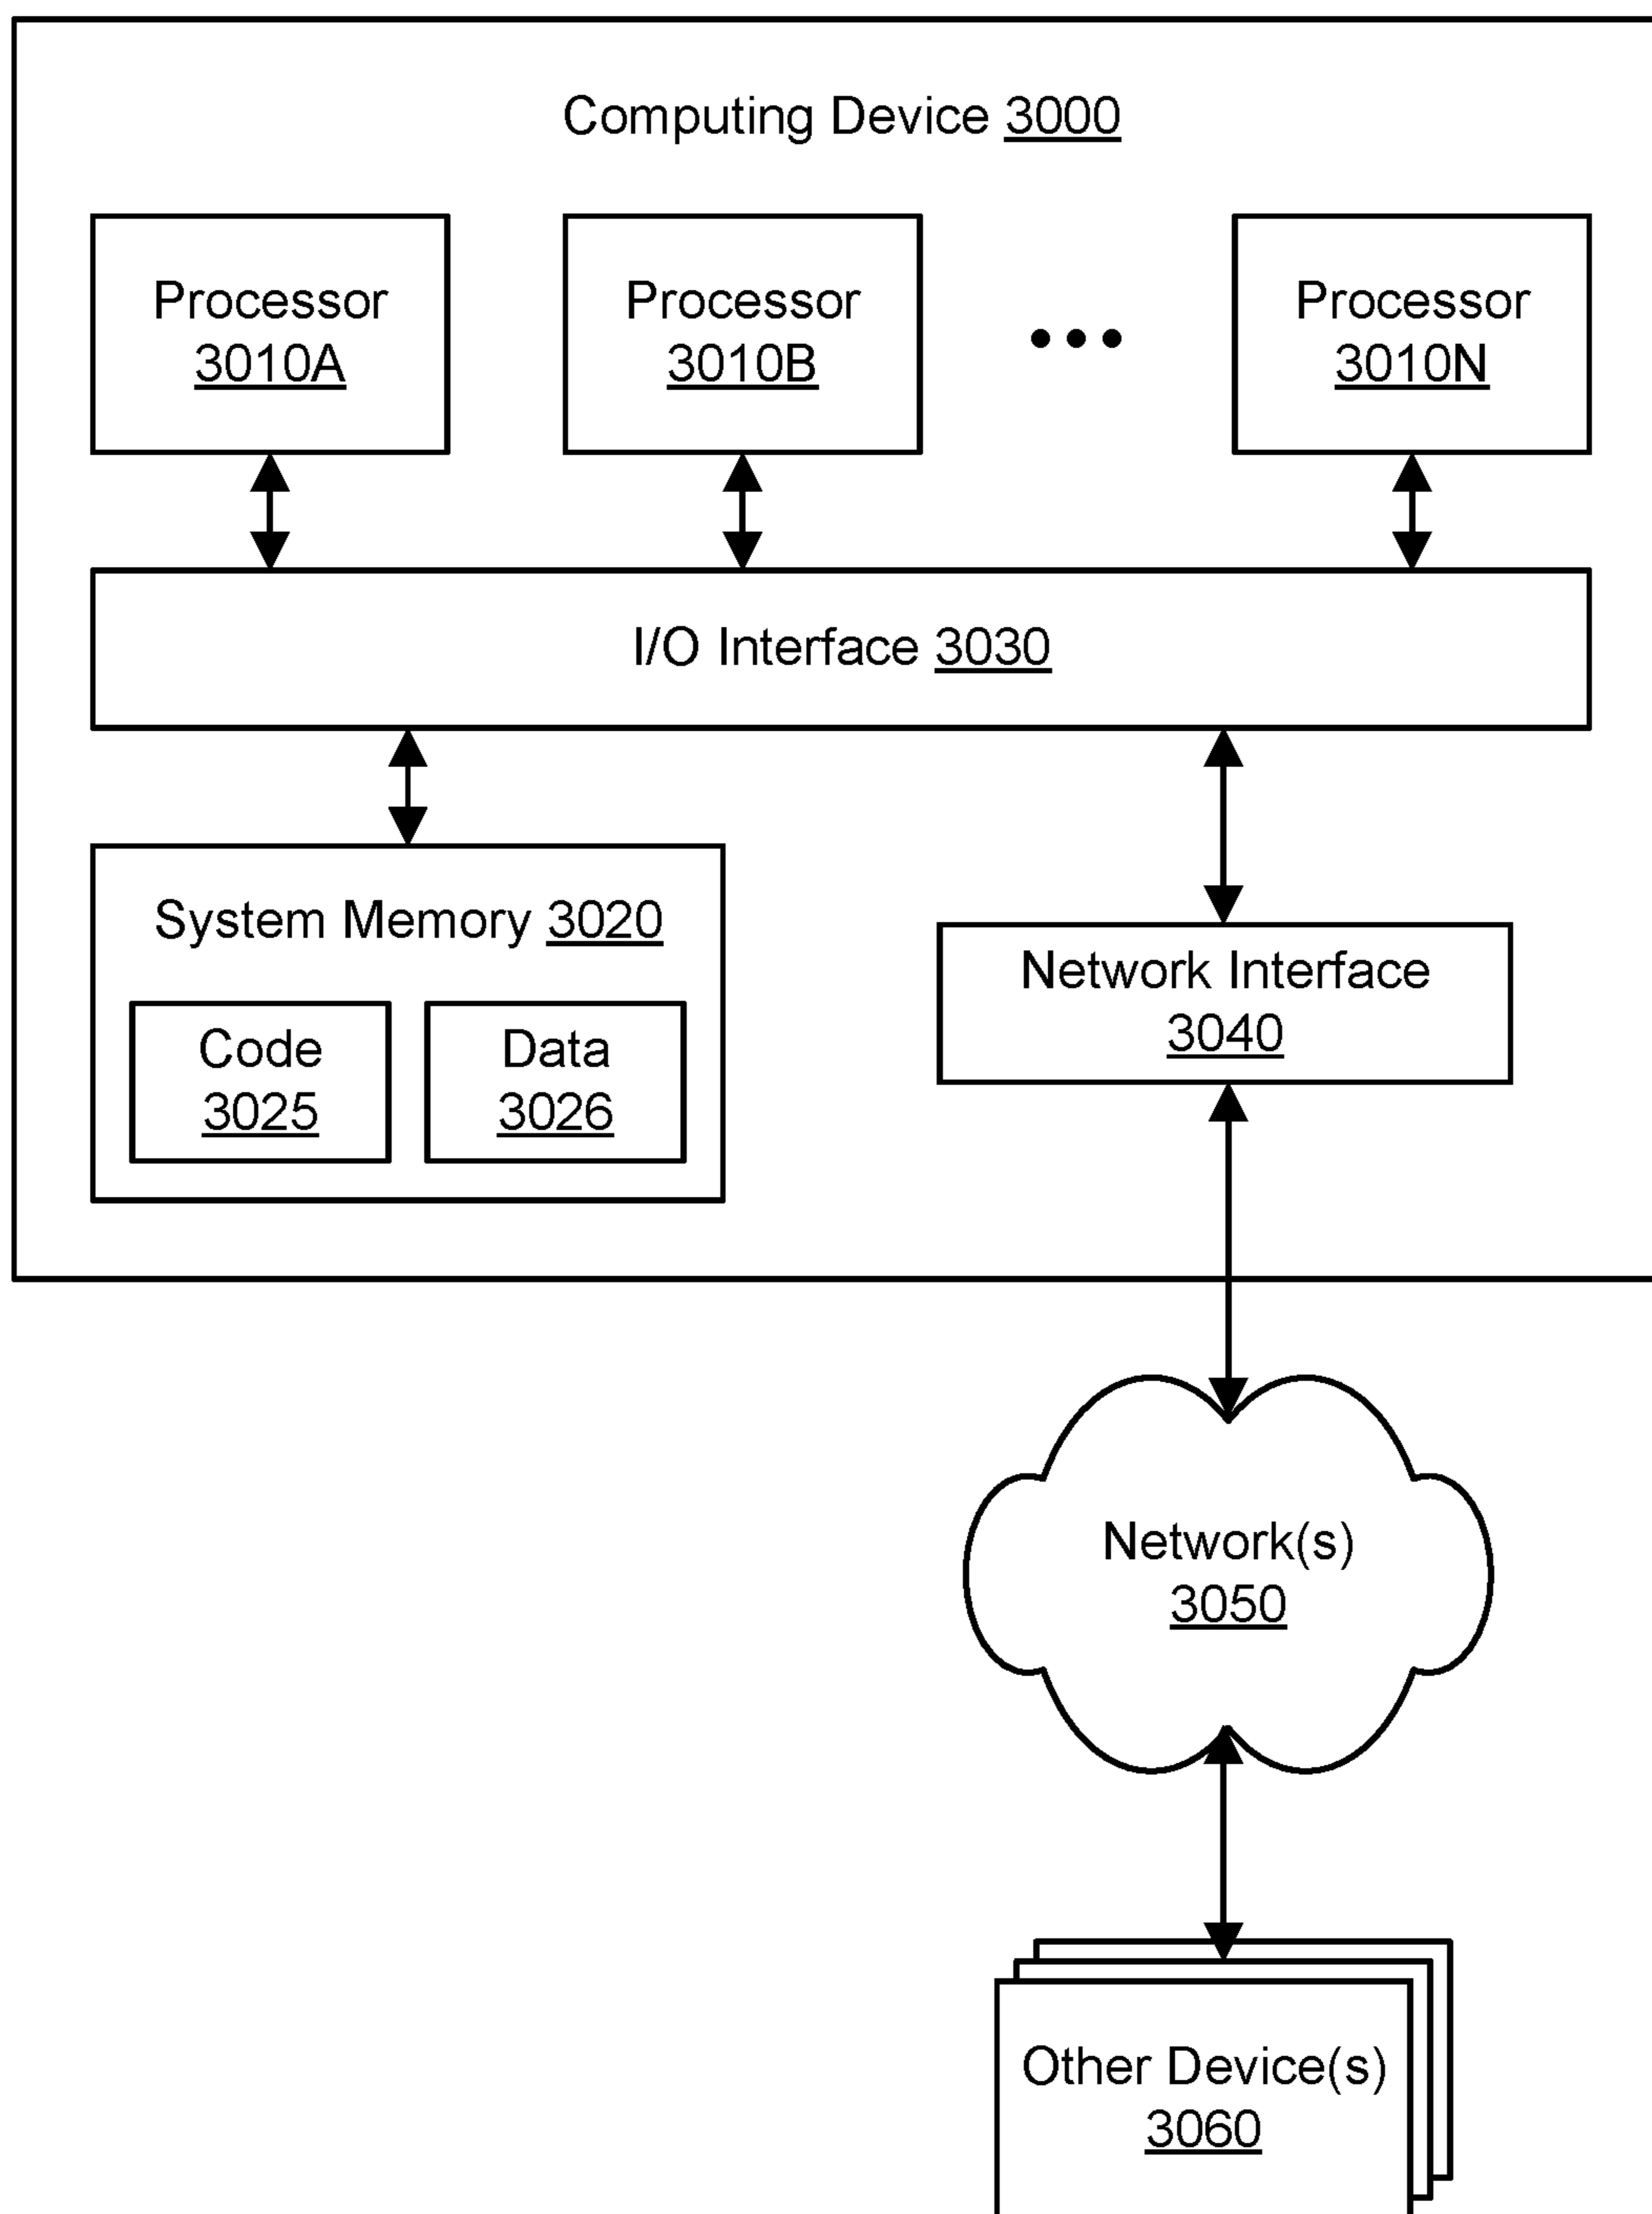 Computing Device 3000
Processor
3010A
Processor
3010B
Processor
3010N
I/O Interface 3030
System Memory 3020
Code
3025
Data
3026
Network Interface
3040
Network(s)
3050
Other Device(s)
3060